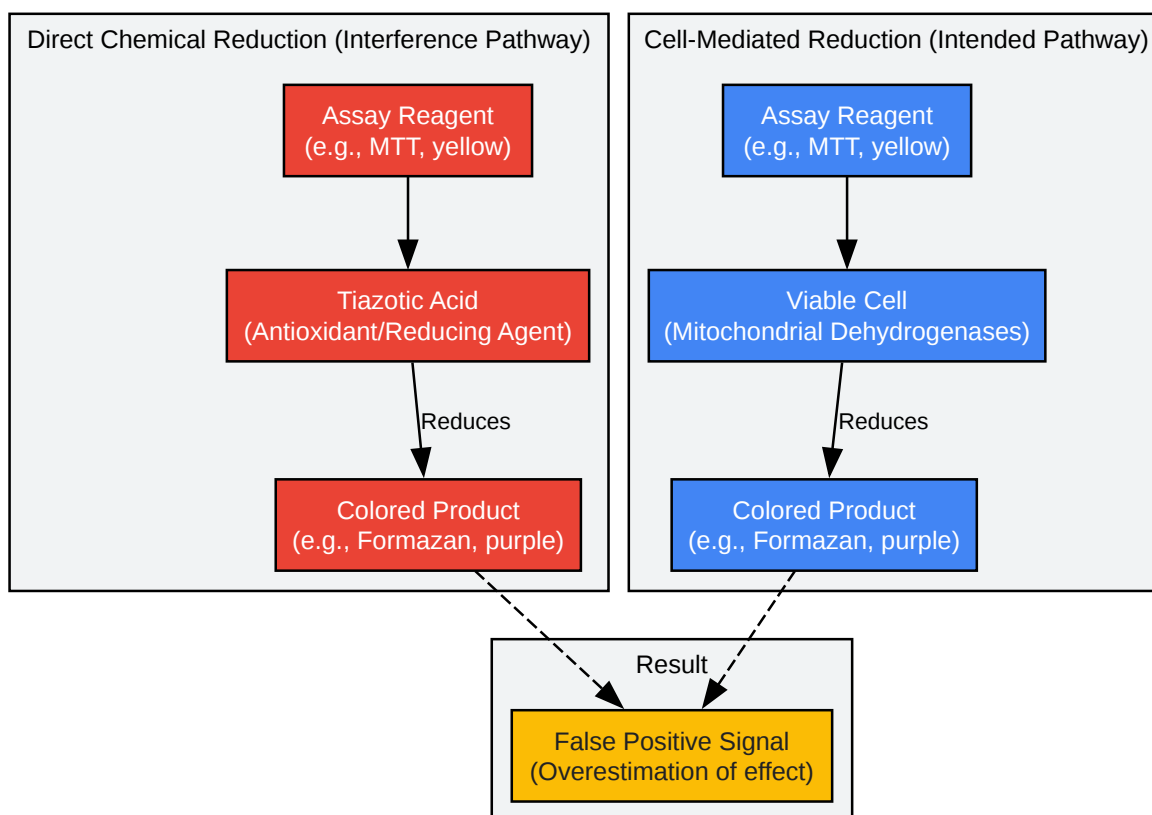 Direct Chemical Reduction (Interference Pathway)
Assay Reagent
(e.g., MTT, yellow)
Tiazotic Acid
(Antioxidant/Reducing Agent)
Reduces
Colored Product
(e.g., Formazan, purple)
Cell-Mediated Reduction (Intended Pathway)
Assay Reagent
(e.g., MTT, yellow)
Viable Cell
(Mitochondrial Dehydrogenases)
Reduces
Colored Product
(e.g., Formazan, purple)
Result
False Positive Signal
(Overestimation of effect)